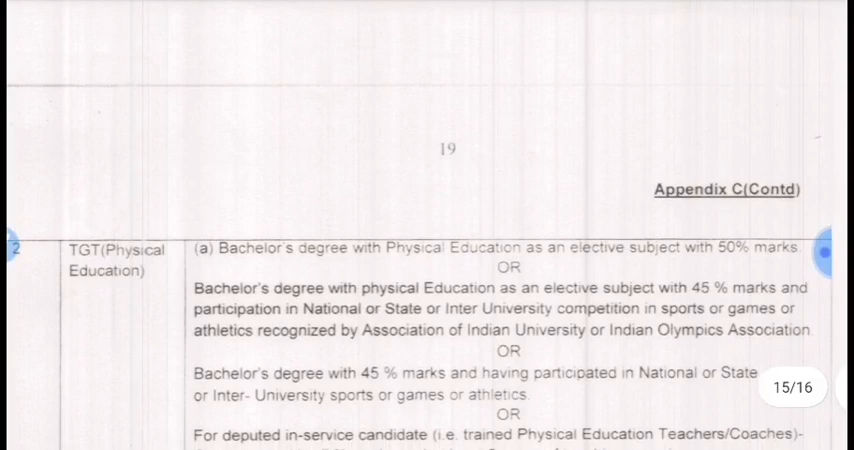 19
Appendix C(Contd)
2
TGT(Physical
Education)
(a) Bachelor's degree with Physical Education as an elective subject with 50% marks.
OR
Bachelor's degree with physical Education as an elective subject with 45 % marks and
participation in National or State or Inter University competition in sports or games or
athletics recognized by Association of Indian University or Indian Olympics Association.
OR
Bachelor's degree with 45 % marks and having participated in National or State
or Inter- University sports or games or athletics.
OR
For deputed in-service candidate (i.e. trained Physical Education Teachers/Coaches)-
15/16